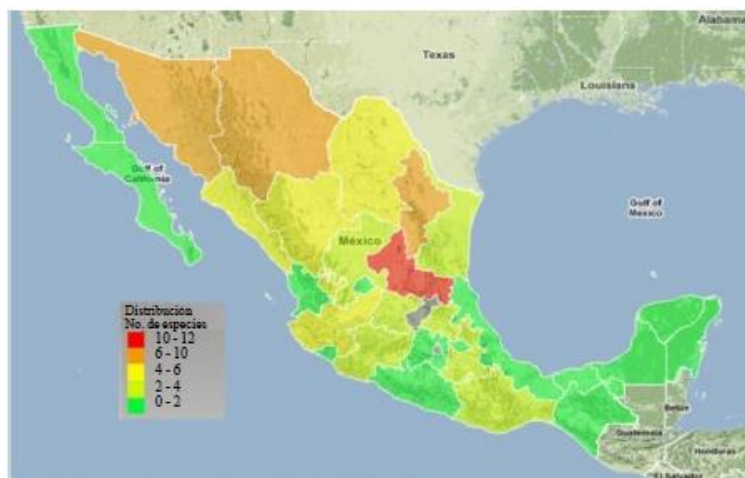 Alabama
Texas
Louisiana
Gulf of
California
Gulf of
Mexico
México
Distribución
No. de especies
10 - 12
6 - 10
4 - 6
2 - 4
0 - 2
Belize
Guatemala
Honduras
El Salvador